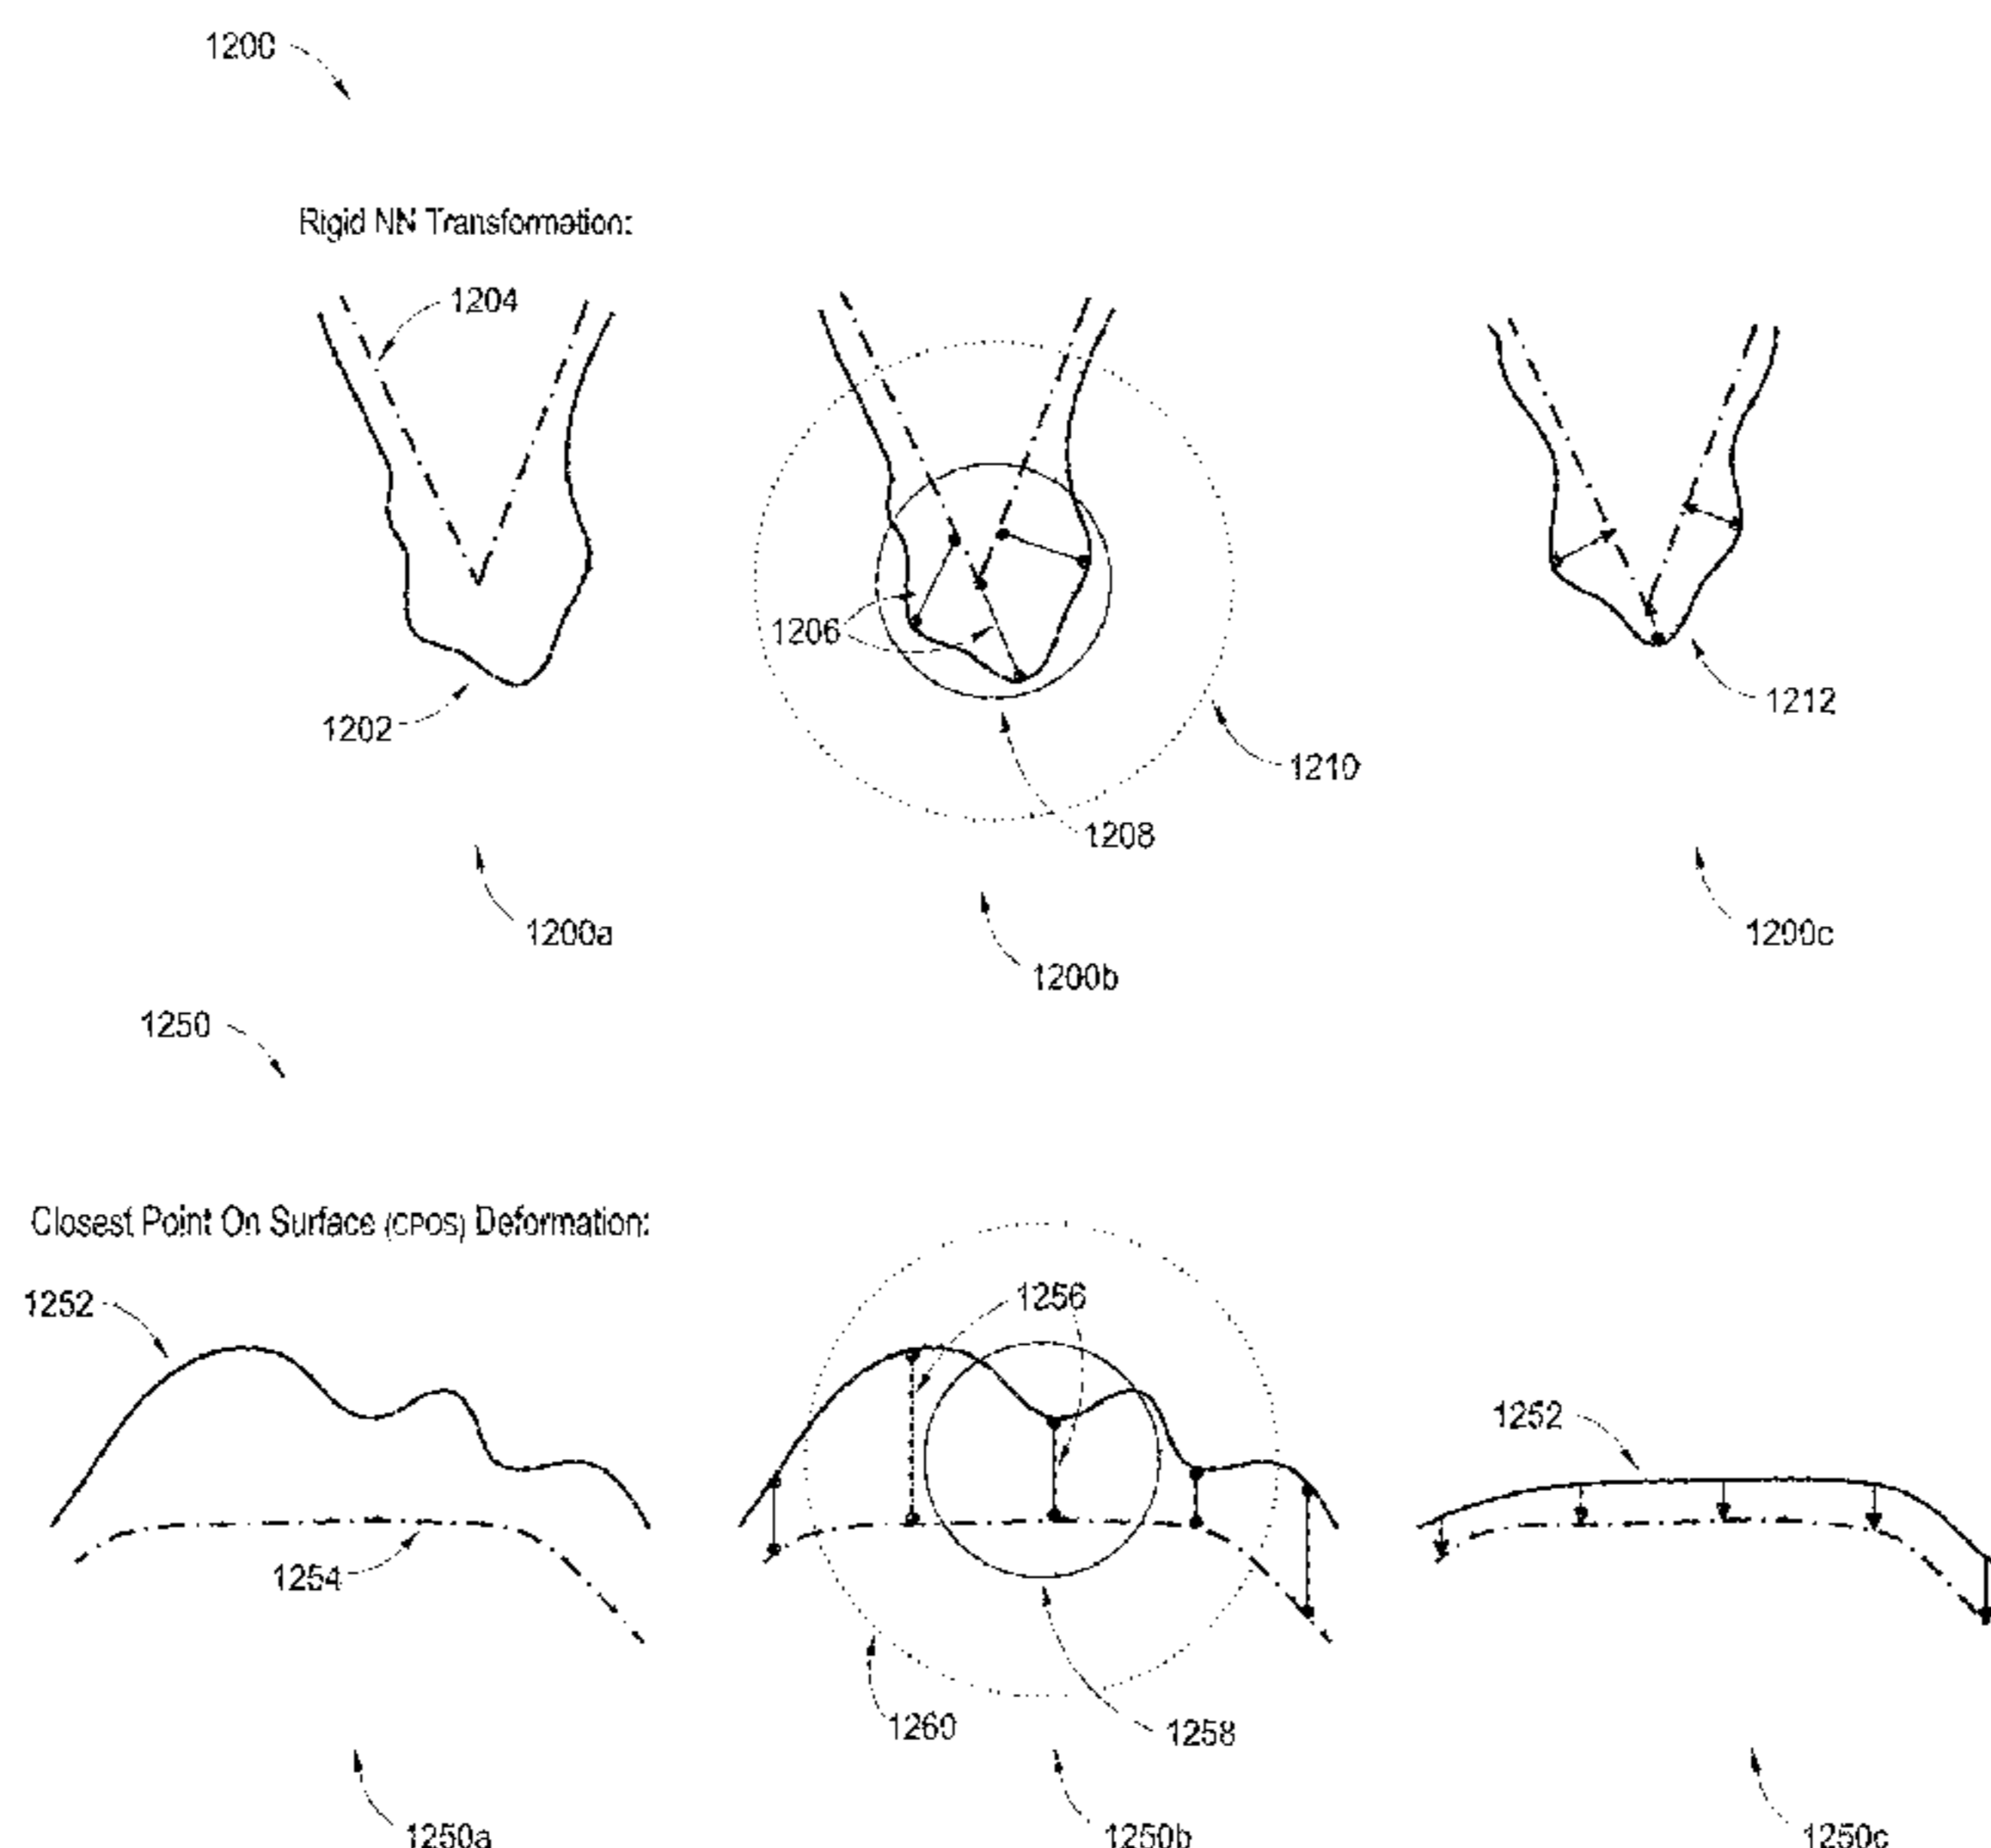 1200
Rigid NN Transformation:
1204
1206
1202
1212
1210
1208
1200a
1200c
1200b
1250
Closest Point On Surface (CPOS) Deformation:
1252
1256
1252
1254
1260
1258
1250a
1250b
1250c